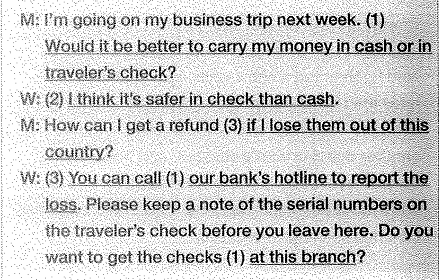 M: I'm going on my business trip next week. (1)
Would it be better to carry my money in cash or in
traveler's check?
W: (2) I think it's safer in check than cash.
M: How can I get a refund (3) if I lose them out of this
country?
W: (3) You can call (1) our bank's hotline to report the
loss. Please keep a note of the serial numbers on
the traveler's check before you leave here. Do you
want to get the checks (1) at this branch?